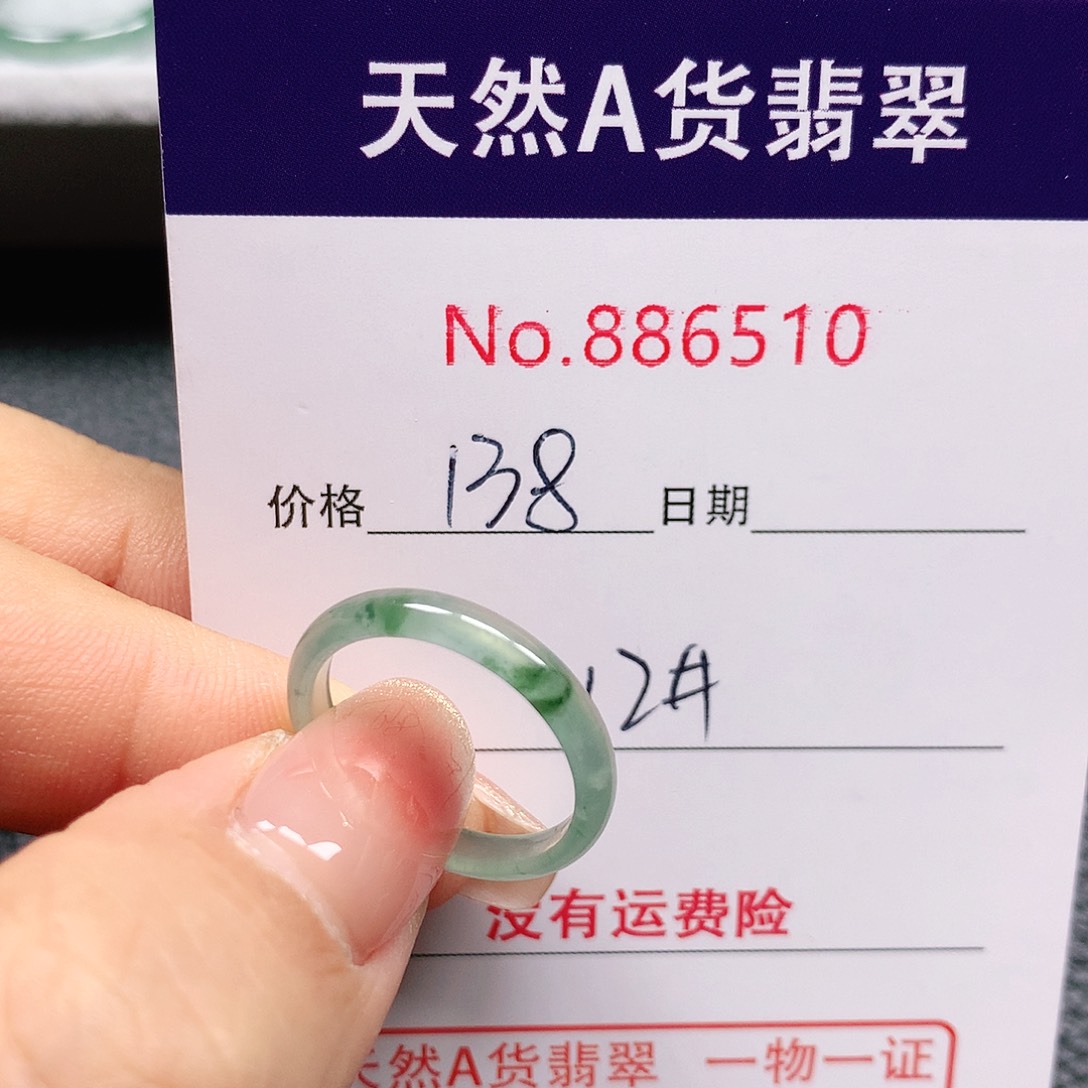 天然A货翡翠
No.886510
价格 138 日期
12#
没有运费险
天然A货翡翠 一物一证